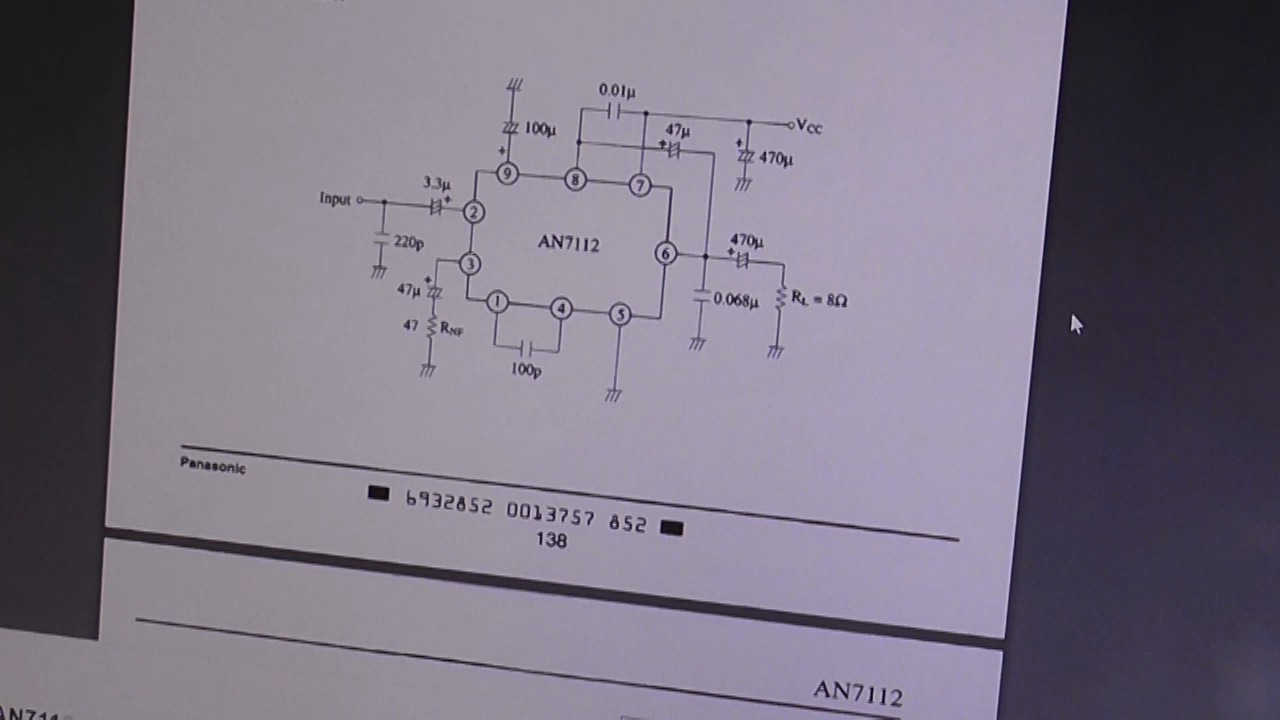 0.01μ
100μ
47μ
Vcc
470μ
9
8
7
3.3μ
Input
2
220p
AN7112
6
470μ
3
47μ
0.068μ
RL = 8Ω
1
4
5
47 RNF
100p
Panasonic
6932852 0013757 852
138
AN7112